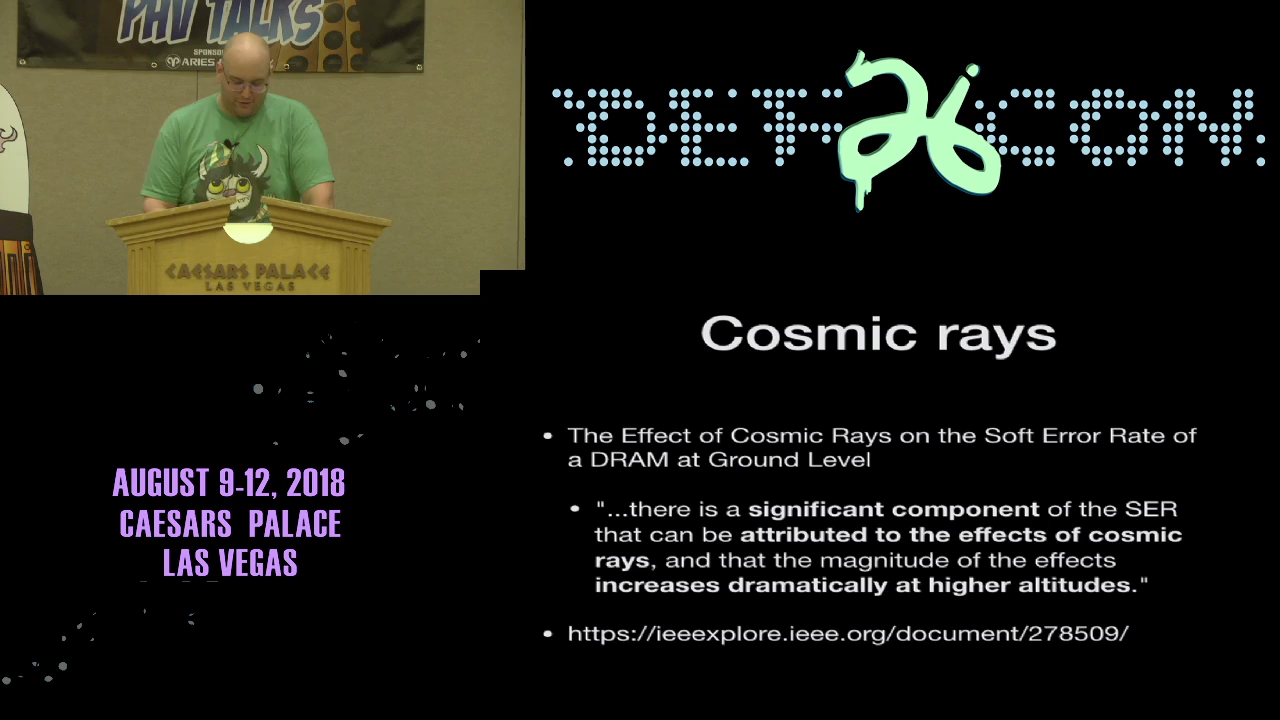 PHV TALKS
ARIES
DEF 26 CON
CAESARS PALACE
LAS VEGAS
Cosmic rays
• The Effect of Cosmic Rays on the Soft Error Rate of
a DRAM at Ground Level
• "...there is a significant component of the SER
that can be attributed to the effects of cosmic
rays, and that the magnitude of the effects
increases dramatically at higher altitudes."
• https://ieeexplore.ieee.org/document/278509/
AUGUST 9-12, 2018
CAESARS PALACE
LAS VEGAS